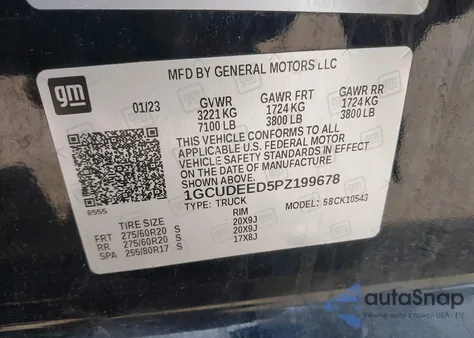 gm
MFD BY GENERAL MOTORS LLC
01/23 GVWR GAWR FRT GAWR RR
3221 KG 1724 KG 1724 KG
7100 LB 3800 LB 3800 LB
THIS VEHICLE CONFORMS TO ALL
APPLICABLE U.S. FEDERAL MOTOR
VEHICLE SAFETY STANDARDS IN EFFECT
ON THE DATE OF MANUFACTURE.
1GCUDEED5PZ199678
8555 TYPE: TRUCK MODEL: 58CK10543
TIRE SIZE RIM
FRT 275/60R20 S 20X9J
RR 275/60R20 S 20X9J
SPA 255/80R17 S 17X8J
autoSnap